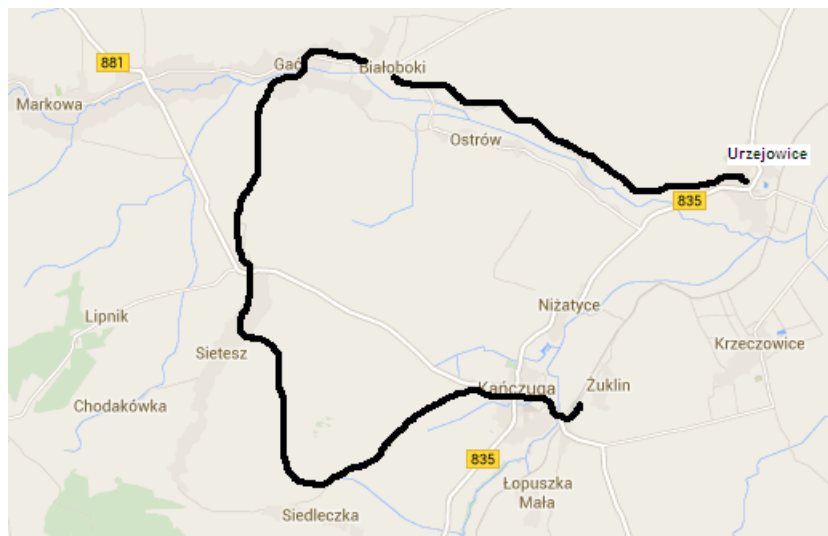 881
Gać
Białoboki
Markowa
Ostrów
Urzejowice
835
Niżatyce
Lipnik
Sietesz
Krzeczowice
Kańczuga
Żuklin
Chodakówka
835
Łopuszka
Mała
Siedleczka